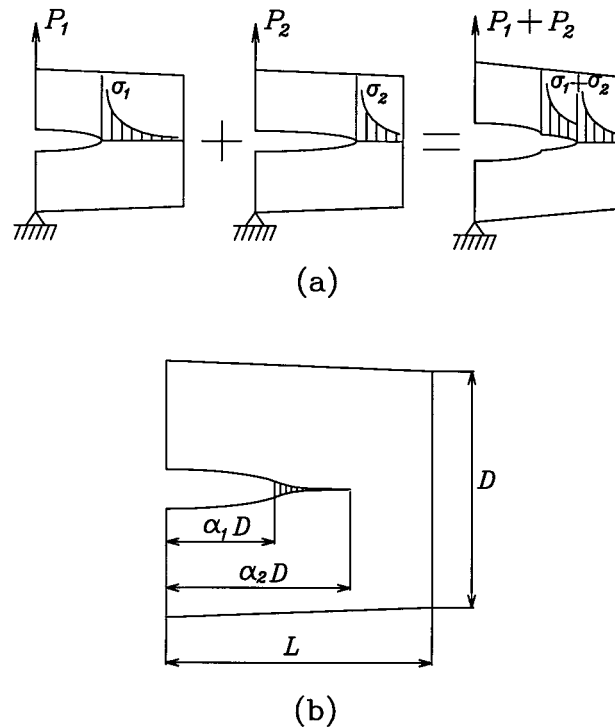 P₁ P₂ P₁ + P₂
σ₁ + σ₂ = σ₁+σ₂
(a)
D
α₁D
α₂D
L
(b)